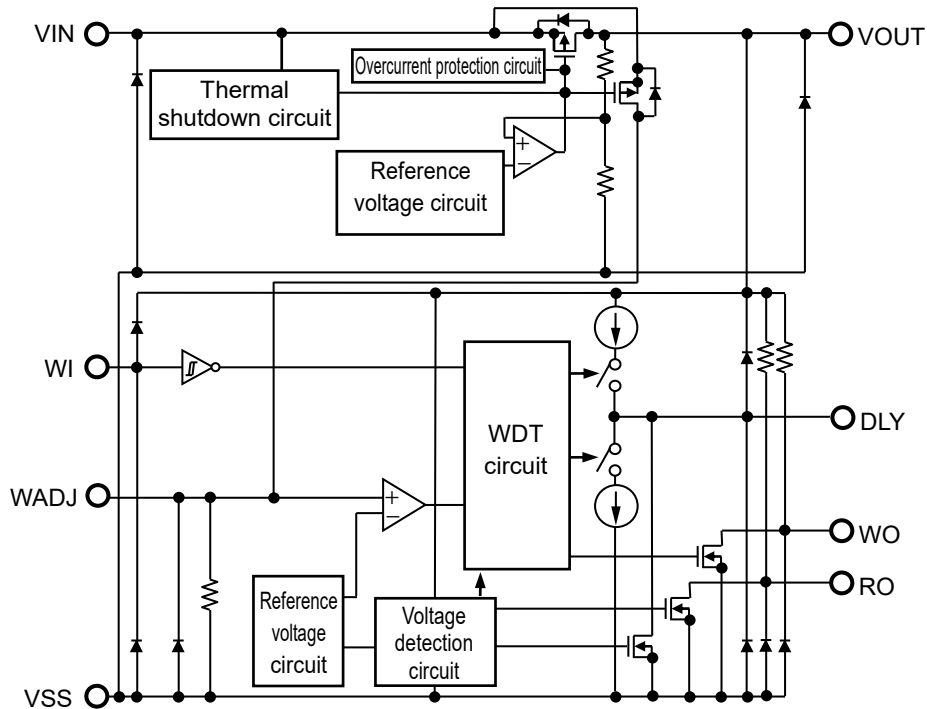 VIN
VOUT
Overcurrent protection circuit
Thermal
shutdown circuit
+
−
Reference
voltage circuit
WI
WDT
circuit
DLY
WADJ
+
−
WO
RO
Reference
voltage
circuit
Voltage
detection
circuit
VSS